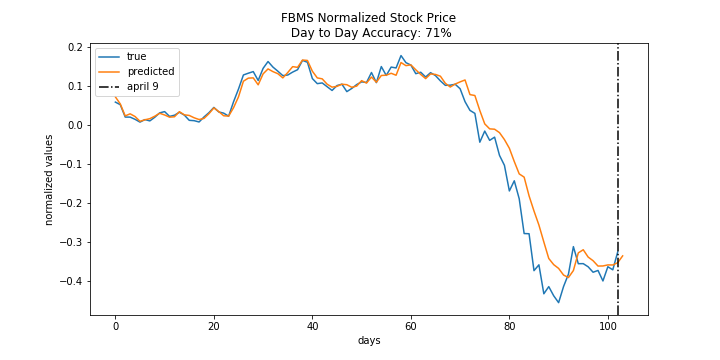 FBMS Normalized Stock Price
Day to Day Accuracy: 71%
true
predicted
april 9
normalized values
0.2
0.1
0.0
−0.1
−0.2
−0.3
−0.4
0 20 40 60 80 100
days